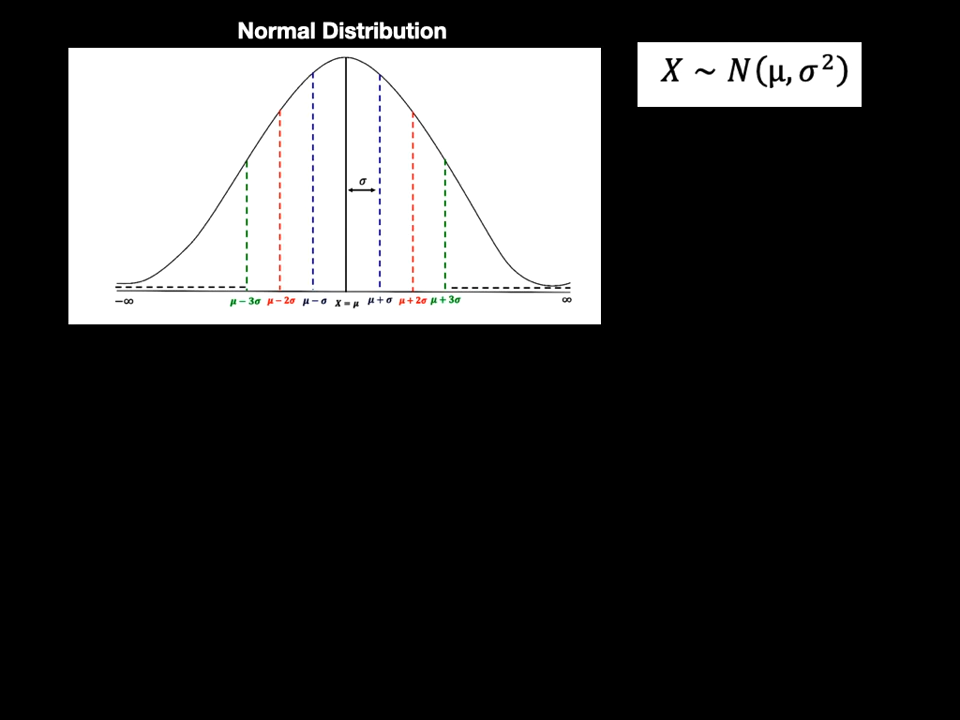 Normal Distribution
X ~ N(μ, σ²)
σ
−∞ μ − 3σ μ − 2σ μ − σ X = μ μ + σ μ + 2σ μ + 3σ ∞